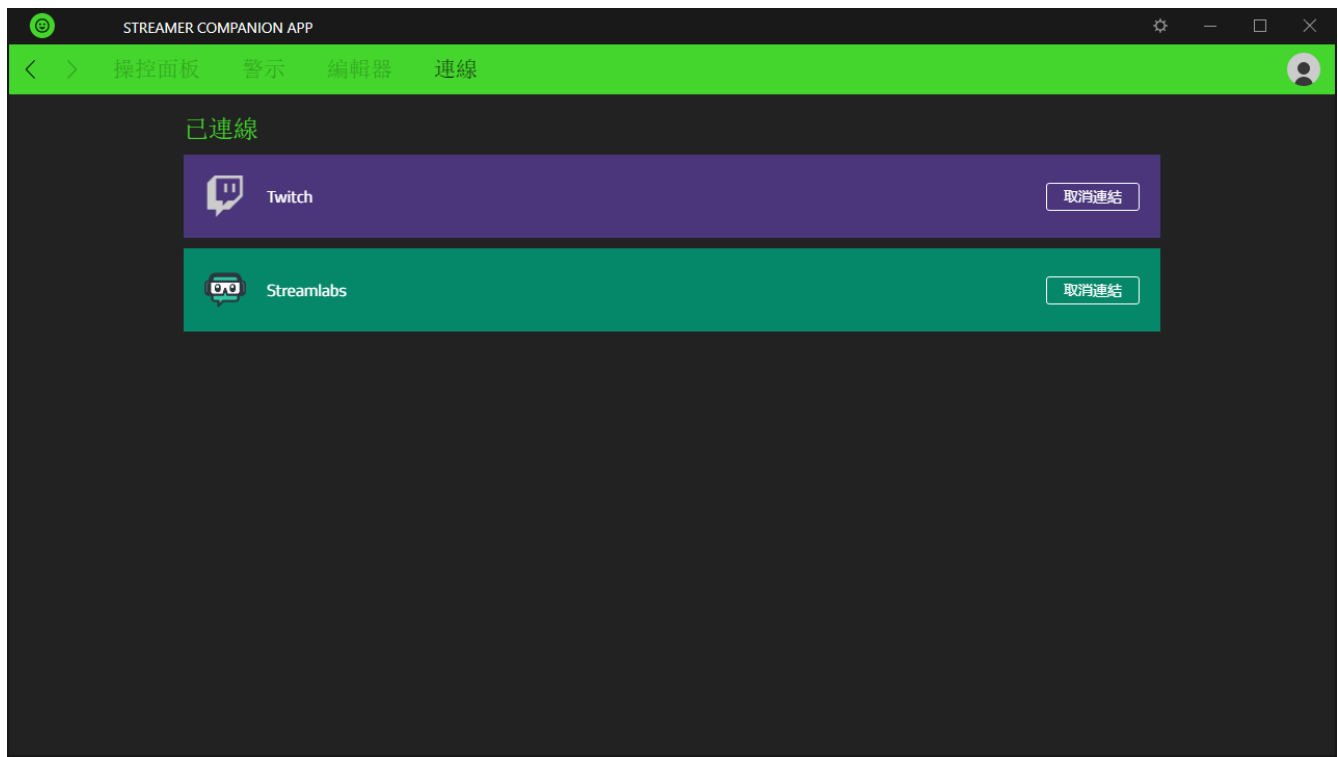 STREAMER COMPANION APP
操控面板 警示 編輯器 連線
已連線
Twitch 取消連結
Streamlabs 取消連結